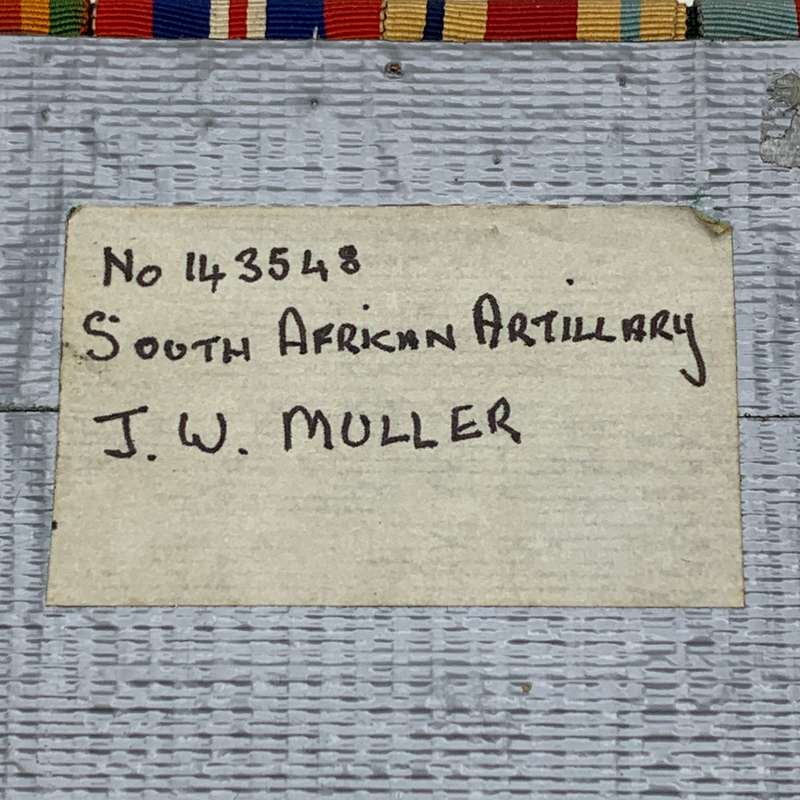 No 143548
SOUTH AFRICAN ARTILLARY
J. W. MULLER